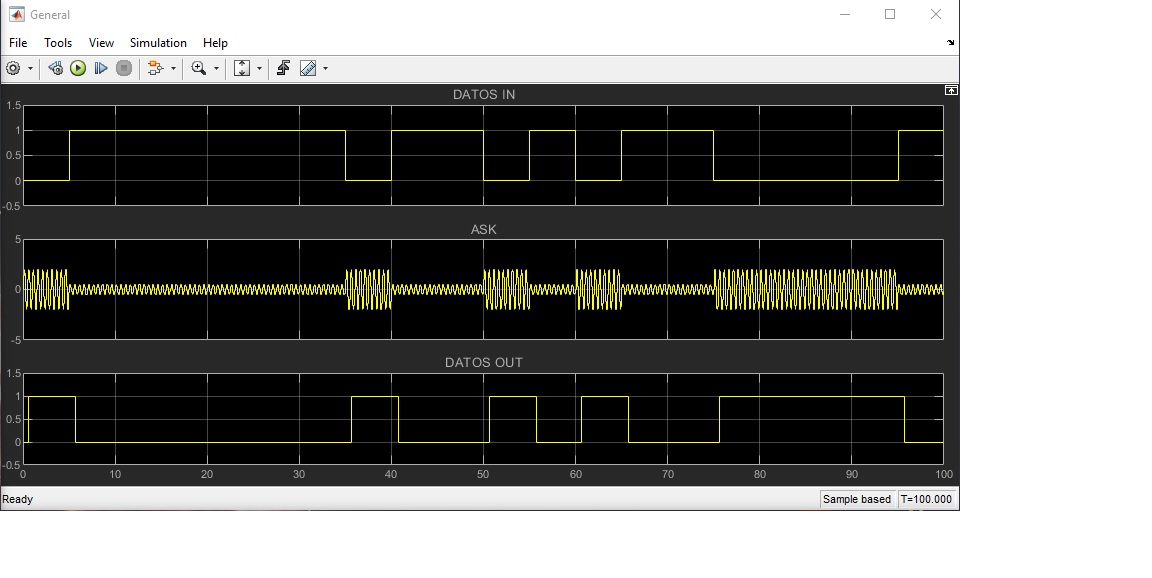 General
File Tools View Simulation Help
DATOS IN
1.5
1
0.5
0
-0.5
ASK
5
0
-5
DATOS OUT
1.5
1
0.5
0
-0.5
0 10 20 30 40 50 60 70 80 90 100
Ready Sample based T=100.000